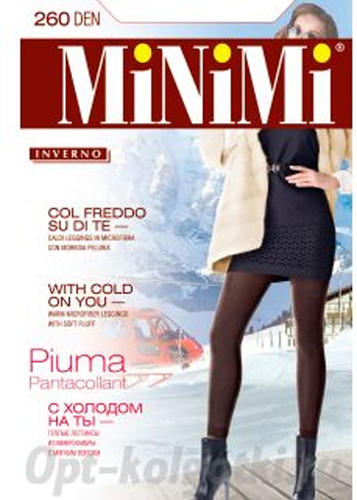 260 DEN
MiNiMi®
INVERNO
COL FREDDO
SU DI TE —
CALDI LEGGINGS IN MICROFIBRA
CON MORBIDA PELURIA
WITH COLD
ON YOU —
WARM MICROFIBER LEGGINGS
WITH SOFT FLUFF
Piuma
Pantacollant
С ХОЛОДОМ
НА ТЫ —
ТЕПЛЫЕ ЛЕГГИНСЫ
ИЗ МИКРОФИБРЫ
С МЯГКИМ ВОРСОМ
Opt-kolgotki.ru